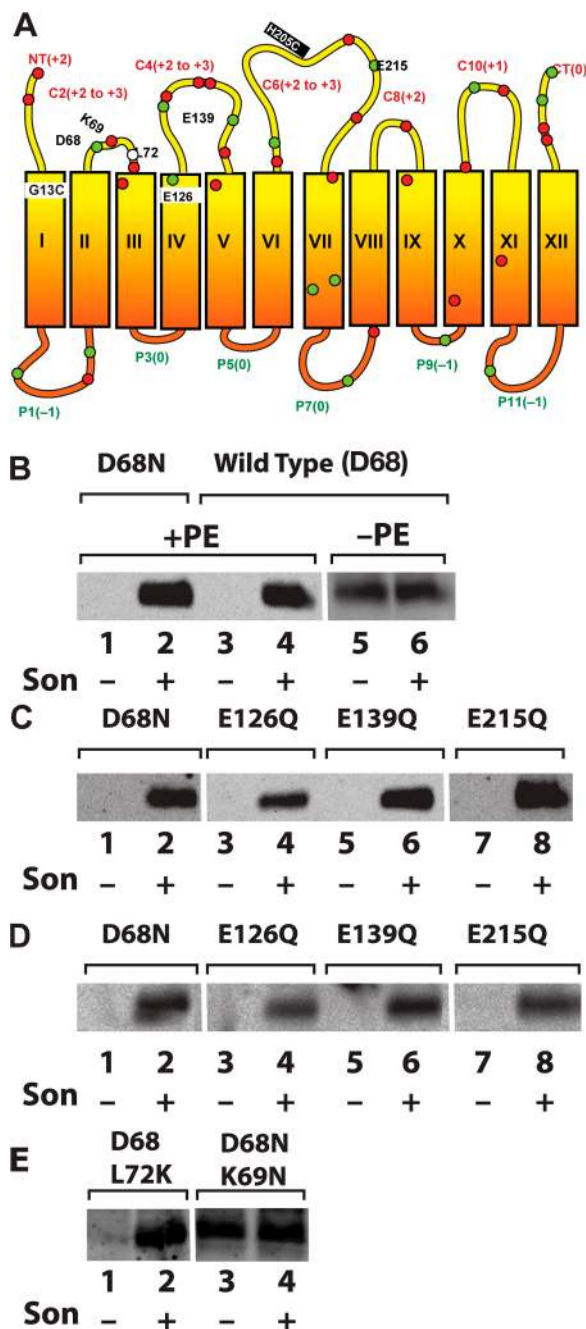 A
NT(+2)
C2(+2 to +3)
C4(+2 to +3)
H205C
C6(+2 to +3)
E215
C8(+2)
C10(+1)
CT(0)
K69
D68
L72
E139
G13C
E126
I II III IV V VI VII VIII IX X XI XII
P1(–1)
P3(0)
P5(0)
P7(0)
P9(–1)
P11(–1)
B
D68N Wild Type (D68)
+PE –PE
1 2 3 4 5 6
Son – + – + – +
C
D68N E126Q E139Q E215Q
1 2 3 4 5 6 7 8
Son – + – + – + – +
D
D68N E126Q E139Q E215Q
1 2 3 4 5 6 7 8
Son – + – + – + – +
E
D68 D68N
L72K K69N
1 2 3 4
Son – + – +